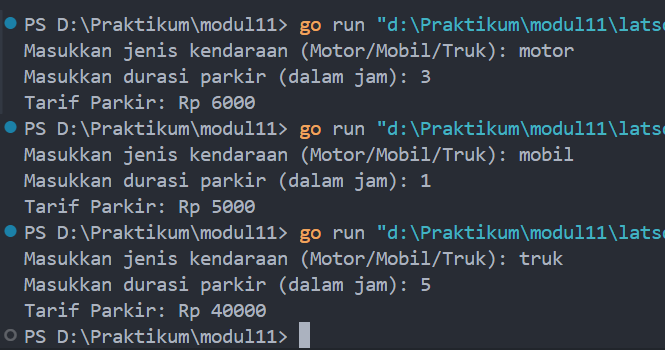 PS D:\Praktikum\modul11> go run "d:\Praktikum\modul11\lats
Masukkan jenis kendaraan (Motor/Mobil/Truk): motor
Masukkan durasi parkir (dalam jam): 3
Tarif Parkir: Rp 6000
PS D:\Praktikum\modul11> go run "d:\Praktikum\modul11\lats
Masukkan jenis kendaraan (Motor/Mobil/Truk): mobil
Masukkan durasi parkir (dalam jam): 1
Tarif Parkir: Rp 5000
PS D:\Praktikum\modul11> go run "d:\Praktikum\modul11\lats
Masukkan jenis kendaraan (Motor/Mobil/Truk): truk
Masukkan durasi parkir (dalam jam): 5
Tarif Parkir: Rp 40000
PS D:\Praktikum\modul11>